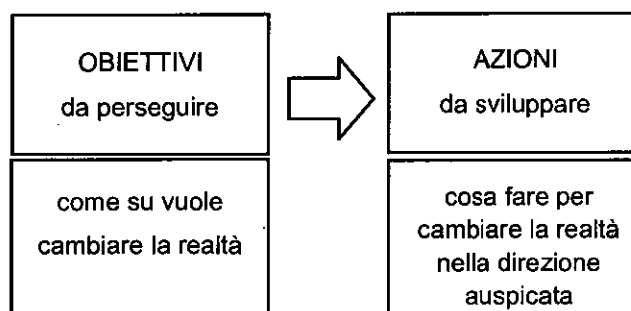 OBIETTIVI
da perseguire
AZIONI
da sviluppare
come su vuole
cambiare la realtà
cosa fare per
cambiare la realtà
nella direzione
auspicata